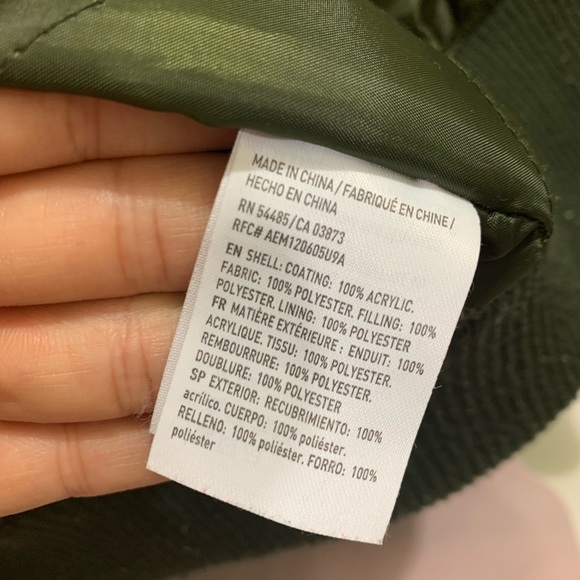 MADE IN CHINA / FABRIQUÉ EN CHINE /
HECHO EN CHINA
RN 54485/CA 03873
RFC# AEM120605U9A
EN SHELL: COATING: 100% ACRYLIC.
FABRIC: 100% POLYESTER. FILLING: 100%
POLYESTER. LINING: 100% POLYESTER
FR MATIÈRE EXTÉRIEURE : ENDUIT: 100%
ACRYLIQUE. TISSU: 100% POLYESTER.
REMBOURRURE: 100% POLYESTER.
DOUBLURE: 100% POLYESTER
SP EXTERIOR: RECUBRIMIENTO: 100%
acrílico. CUERPO: 100% poliéster.
RELLENO: 100% poliéster. FORRO: 100%
poliéster